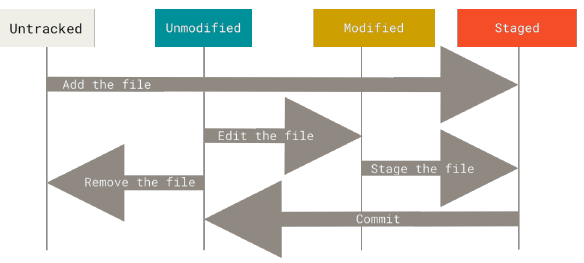 Untracked
Unmodified
Modified
Staged
Add the file
Edit the file
Stage the file
Remove the file
Commit